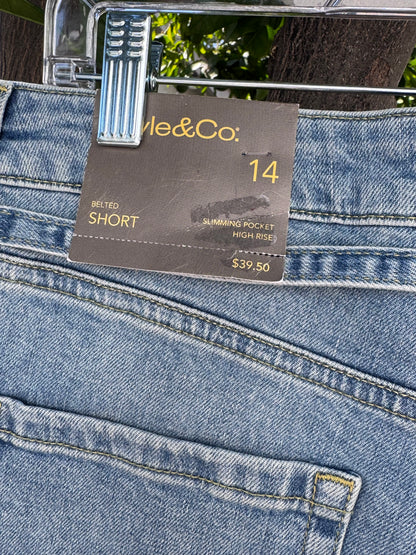 yle&Co:
14
BELTED
SHORT
SLIMMING POCKET
HIGH RISE
$39.50